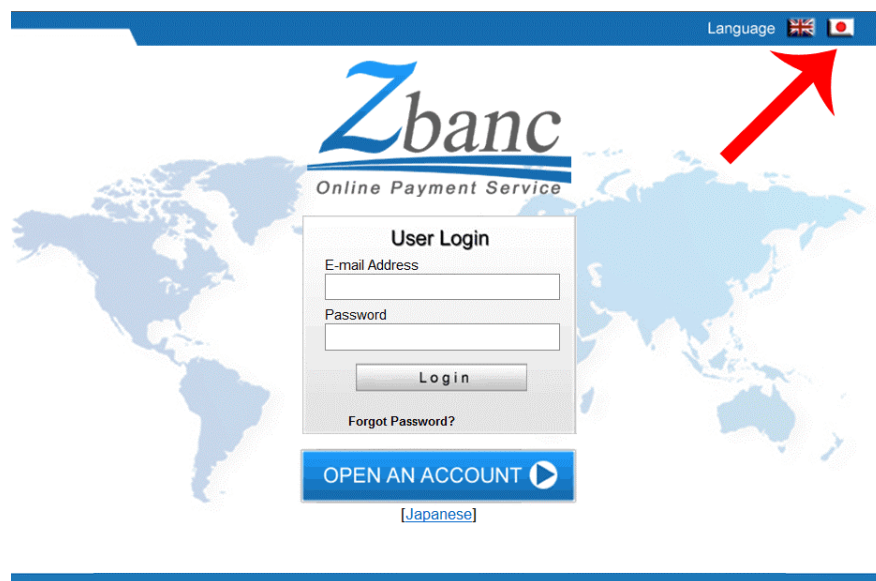 Language
Zbanc
Online Payment Service
User Login
E-mail Address
Password
Login
Forgot Password?
OPEN AN ACCOUNT
[Japanese]